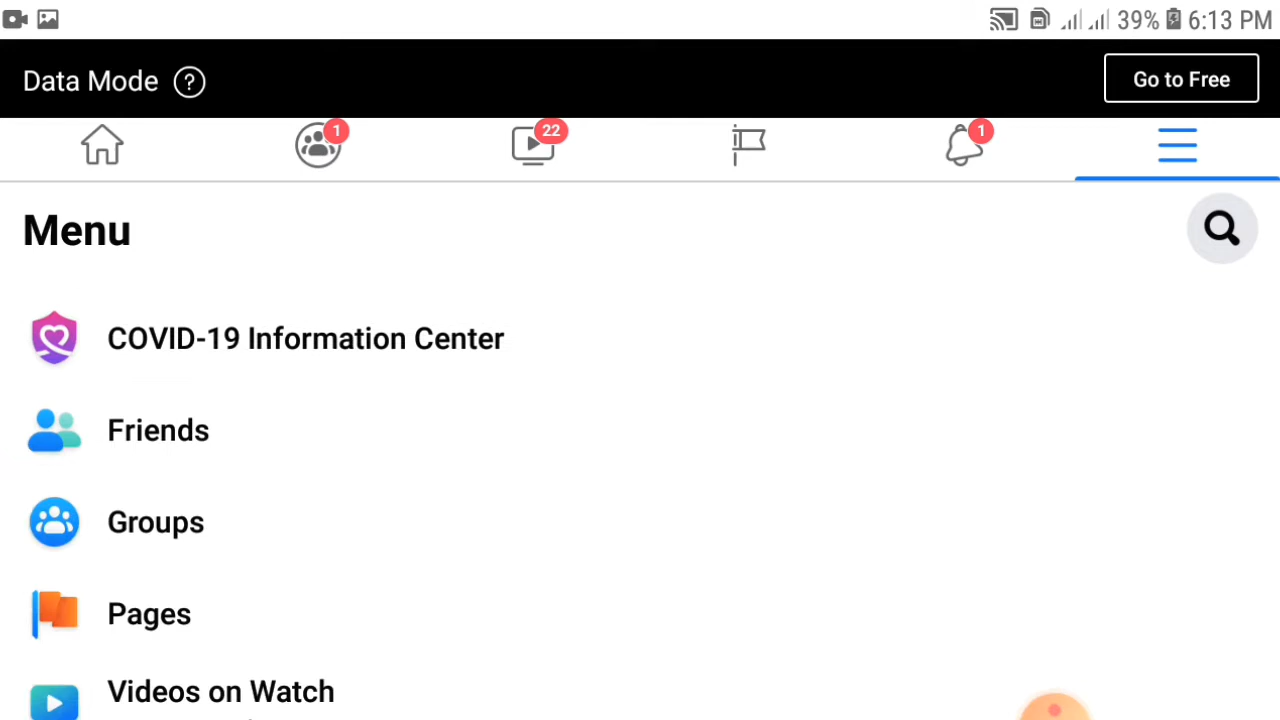 39% 6:13 PM
Data Mode ? Go to Free
1 22 1
Menu
COVID-19 Information Center
Friends
Groups
Pages
Videos on Watch